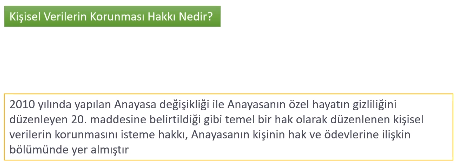 Kişisel Verilerin Korunması Hakkı Nedir?
2010 yılında yapılan Anayasa değişikliği ile Anayasanın özel hayatın gizliliğini
düzenleyen 20. maddesine belirtildiği gibi temel bir hak olarak düzenlenen kişisel
verilerin korunmasını isteme hakkı, Anayasanın kişinin hak ve ödevlerine ilişkin
bölümünde yer almıştır